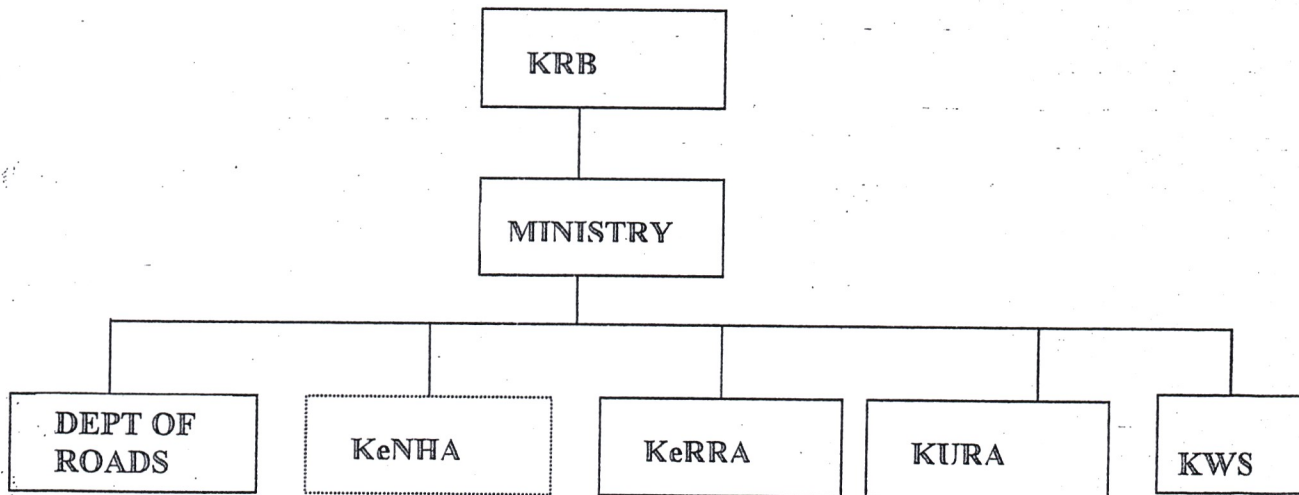 KRB
MINISTRY
DEPT OF
ROADS
KeNHA
KeRRA
KURA
KWS